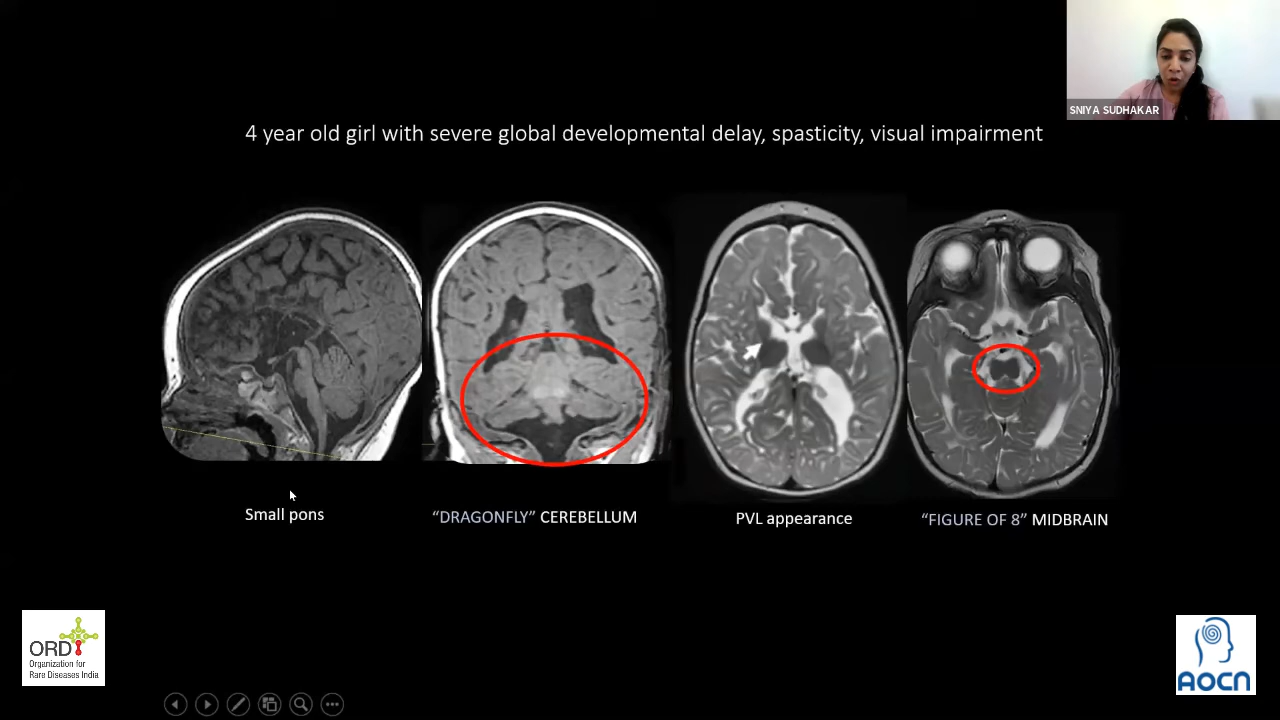 SNIYA SUDHAKAR
4 year old girl with severe global developmental delay, spasticity, visual impairment
Small pons
“DRAGONFLY” CEREBELLUM
PVL appearance
“FIGURE OF 8” MIDBRAIN
ORDI
Organization for
Rare Diseases India
AOCN